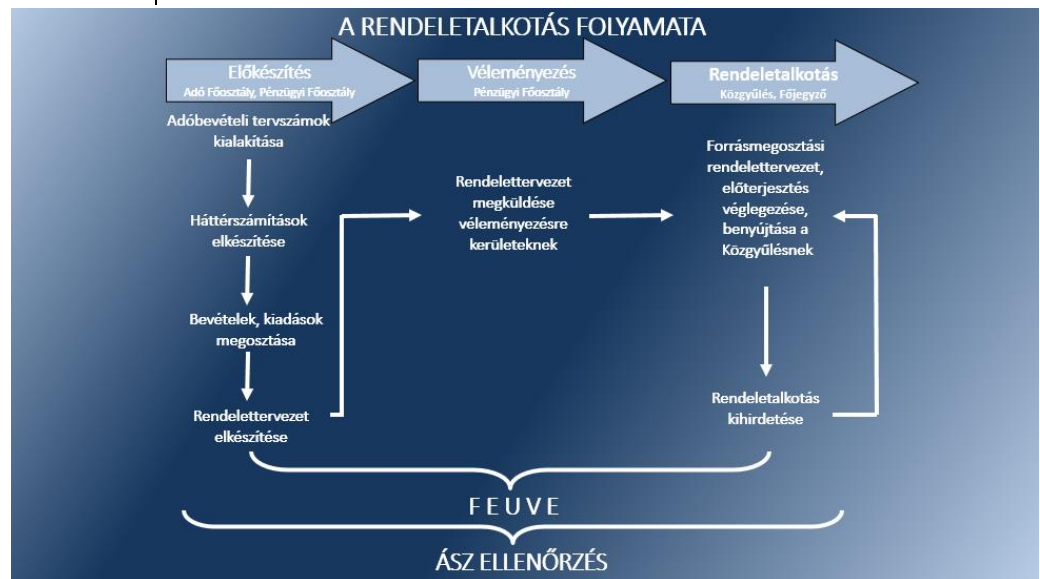 A RENDELETALKOTÁS FOLYAMATA
Előkészítés
Adó Főosztály, Pénzügyi Főosztály
Véleményezés
Pénzügyi Főosztály
Rendeletalkotás
Közgyűlés, Főjegyző
Adóbevételi tervszámok
kialakítása
Háttérszámítások
elkészítése
Bevételek, kiadások
megosztása
Rendelettervezet
elkészítése
Rendelettervezet
megküldése
véleményezésre
kerületeknek
Forrásmegosztási
rendelettervezet,
előterjesztés
véglegezése,
benyújtása a
Közgyűlésnek
Rendeletalkotás
kihirdetése
F E U V E
ÁSZ ELLENŐRZÉS